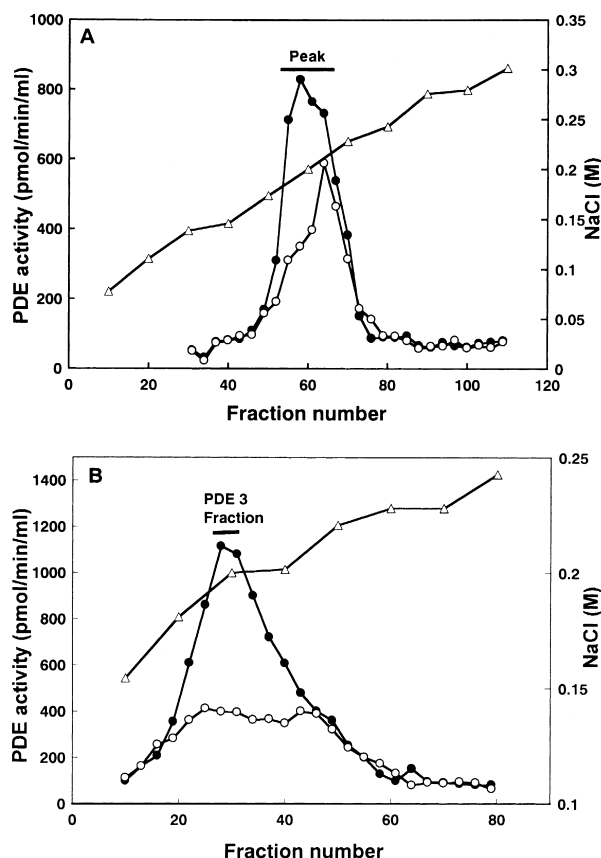 A
Peak
1000
800
600
400
200
0
PDE activity (pmol/min/ml)
0.35
0.3
0.25
0.2
0.15
0.1
0.05
0
NaCl (M)
0 20 40 60 80 100 120
Fraction number
B
PDE 3
Fraction
1400
1200
1000
800
600
400
200
0
PDE activity (pmol/min/ml)
0.25
0.2
0.15
0.1
NaCl (M)
0 20 40 60 80
Fraction number